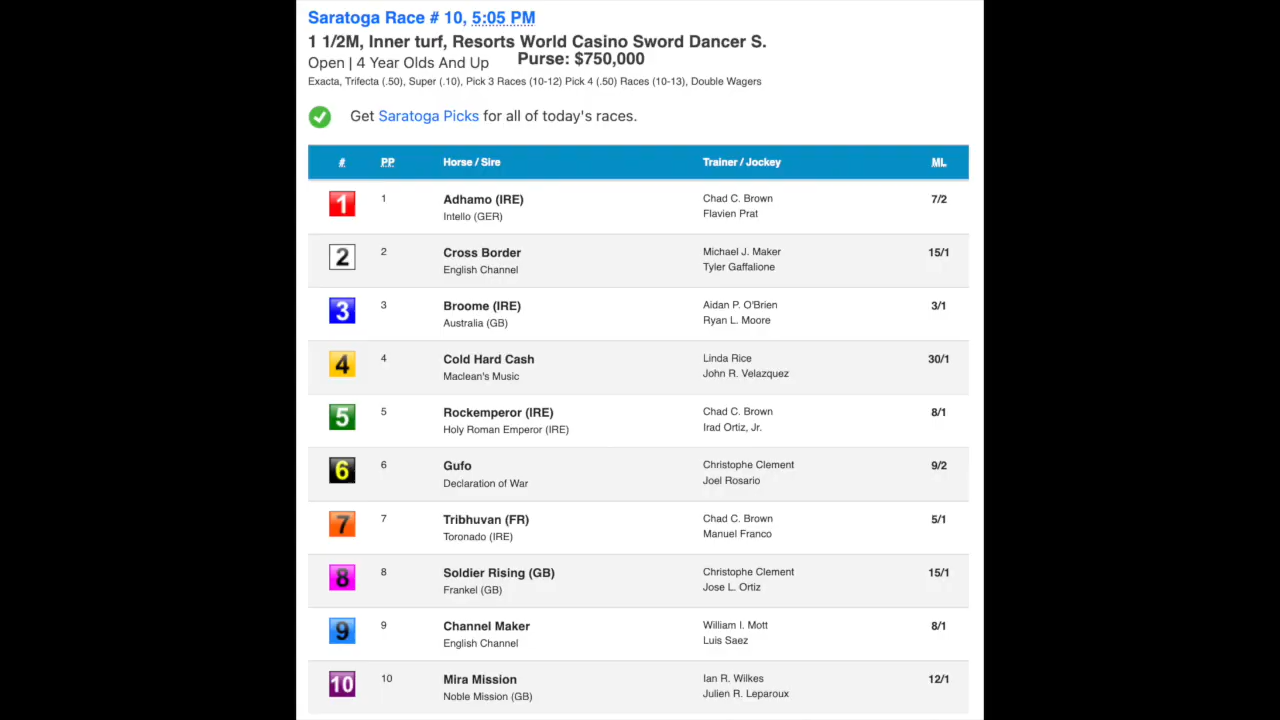 Saratoga Race # 10, 5:05 PM
1 1/2M, Inner turf, Resorts World Casino Sword Dancer S.
Open | 4 Year Olds And Up Purse: $750,000
Exacta, Trifecta (.50), Super (.10), Pick 3 Races (10-12) Pick 4 (.50) Races (10-13), Double Wagers
Get Saratoga Picks for all of today's races.
# PP Horse / Sire Trainer / Jockey ML
1 1 Adhamo (IRE) Chad C. Brown 7/2
Intello (GER) Flavien Prat
2 2 Cross Border Michael J. Maker 15/1
English Channel Tyler Gaffalione
3 3 Broome (IRE) Aidan P. O'Brien 3/1
Australia (GB) Ryan L. Moore
4 4 Cold Hard Cash Linda Rice 30/1
Maclean's Music John R. Velazquez
5 5 Rockemperor (IRE) Chad C. Brown 8/1
Holy Roman Emperor (IRE) Irad Ortiz, Jr.
6 6 Gufo Christophe Clement 9/2
Declaration of War Joel Rosario
7 7 Tribhuvan (FR) Chad C. Brown 5/1
Toronado (IRE) Manuel Franco
8 8 Soldier Rising (GB) Christophe Clement 15/1
Frankel (GB) Jose L. Ortiz
9 9 Channel Maker William I. Mott 8/1
English Channel Luis Saez
10 10 Mira Mission Ian R. Wilkes 12/1
Noble Mission (GB) Julien R. Leparoux